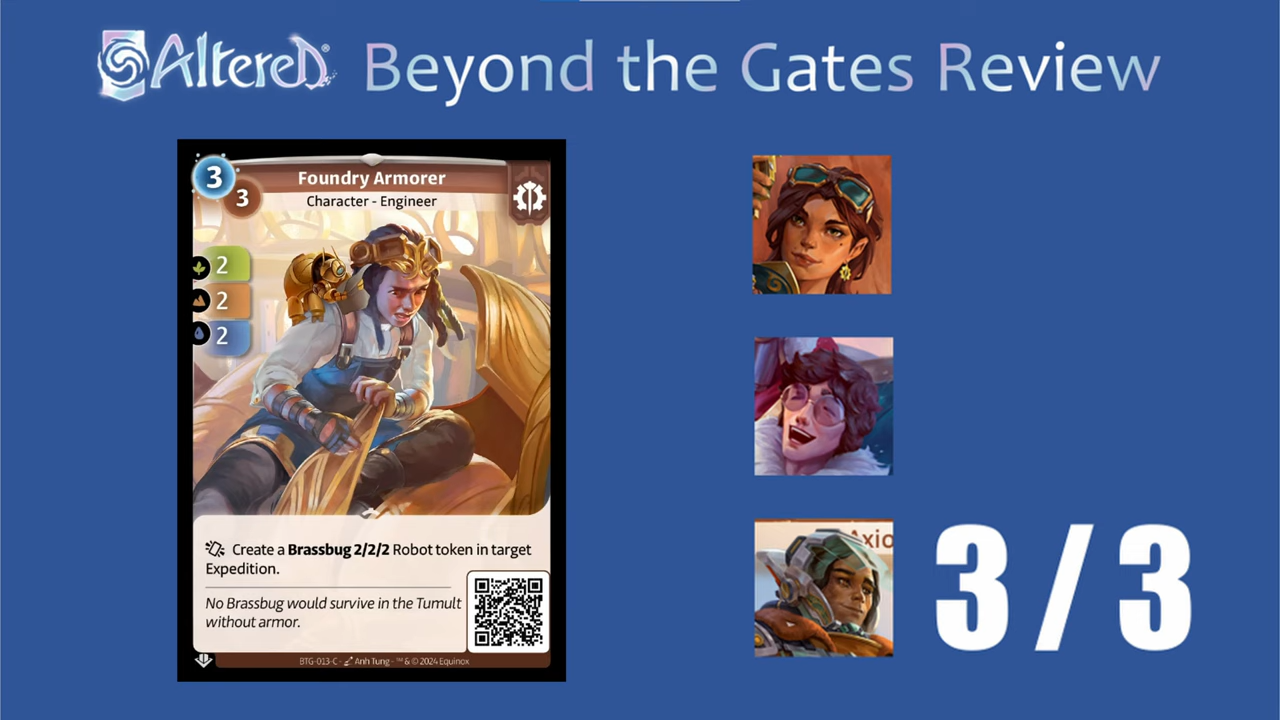 Altered® Beyond the Gates Review
3
3
Foundry Armorer
Character - Engineer
2
2
2
Create a Brassbug 2/2/2 Robot token in target
Expedition.
No Brassbug would survive in the Tumult
without armor.
BTG-013-C - Anh Tung - ™ & © 2024 Equinox
Axio
3 / 3